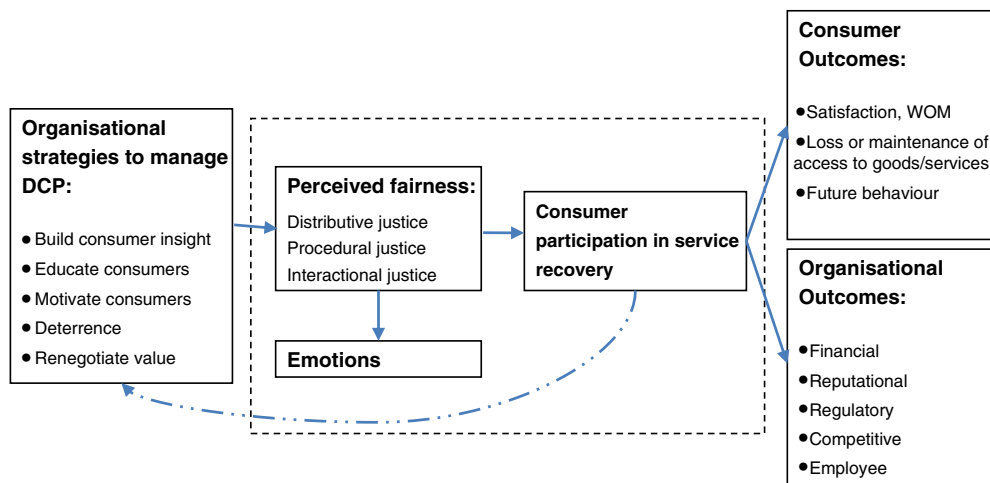 Organisational
strategies to manage
DCP:
● Build consumer insight
● Educate consumers
● Motivate consumers
● Deterrence
● Renegotiate value
Perceived fairness:
Distributive justice
Procedural justice
Interactional justice
Emotions
Consumer
participation in service
recovery
Consumer
Outcomes:
●Satisfaction, WOM
●Loss or maintenance of
access to goods/services
●Future behaviour
Organisational
Outcomes:
●Financial
●Reputational
●Regulatory
●Competitive
●Employee